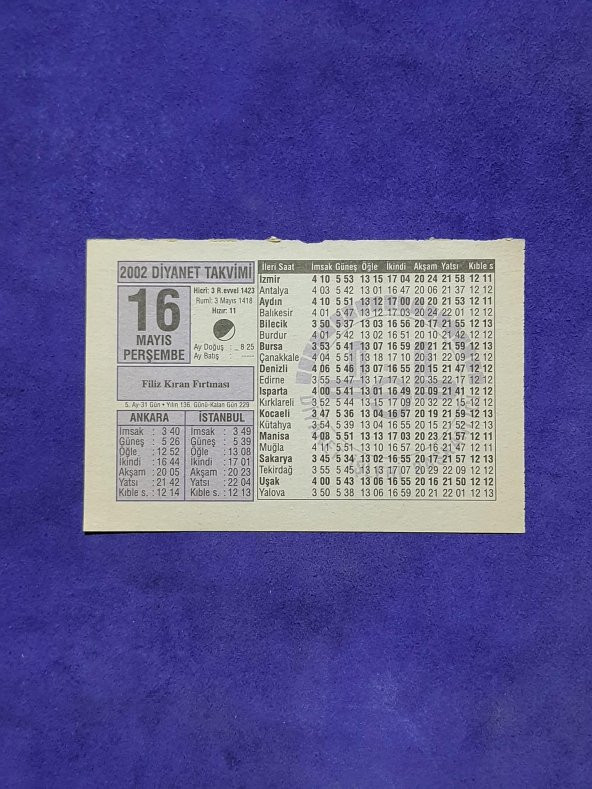 2002 DİYANET TAKVİMİ
16
MAYIS
PERŞEMBE
Hicrî: 3 R.evvel 1423
Rumî: 3 Mayıs 1418
Hızır: 11
Ay Doğuş : 8 25
Ay Batış : -----
Filiz Kıran Fırtınası
5. Ay-31 Gün • Yılın 136. Günü-Kalan Gün 229
ANKARA
İmsak : 3 40
Güneş : 5 26
Öğle : 12 52
İkindi : 16 44
Akşam : 20 05
Yatsı : 21 42
Kıble s. : 12 14
İSTANBUL
İmsak : 3 49
Güneş : 5 39
Öğle : 13 08
İkindi : 17 01
Akşam : 20 23
Yatsı : 22 04
Kıble s. : 12 13
İleri Saat İmsak Güneş Öğle İkindi Akşam Yatsı Kıble s
İzmir 4 10 5 53 13 15 17 04 20 24 21 58 12 11
Antalya 4 03 5 42 13 01 16 47 20 06 21 37 12 12
Aydın 4 10 5 51 13 12 17 00 20 20 21 53 12 11
Balıkesir 4 01 5 47 13 12 17 03 20 24 22 01 12 12
Bilecik 3 50 5 37 13 03 16 56 20 17 21 55 12 13
Burdur 4 01 5 42 13 01 16 51 20 10 21 42 12 12
Bursa 3 53 5 41 13 07 16 59 20 21 21 59 12 13
Çanakkale 4 04 5 51 13 18 17 10 20 31 22 09 12 12
Denizli 4 06 5 46 13 07 16 55 20 15 21 47 12 12
Edirne 3 55 5 47 13 17 17 12 20 35 22 17 12 12
Isparta 4 00 5 41 13 01 16 49 20 09 21 41 12 12
Kırklareli 3 52 5 44 13 15 17 09 20 32 22 15 12 12
Kocaeli 3 47 5 36 13 04 16 57 20 19 21 59 12 13
Kütahya 3 54 5 39 13 04 16 55 20 16 21 53 12 12
Manisa 4 08 5 51 13 13 17 03 20 23 21 57 12 11
Muğla 4 11 5 51 13 10 16 57 20 16 21 47 12 11
Sakarya 3 45 5 34 13 02 16 55 20 17 21 57 12 13
Tekirdağ 3 55 5 45 13 13 17 07 20 29 22 09 12 12
Uşak 4 00 5 43 13 06 16 55 20 16 21 50 12 12
Yalova 3 50 5 38 13 06 16 59 20 21 22 01 12 13